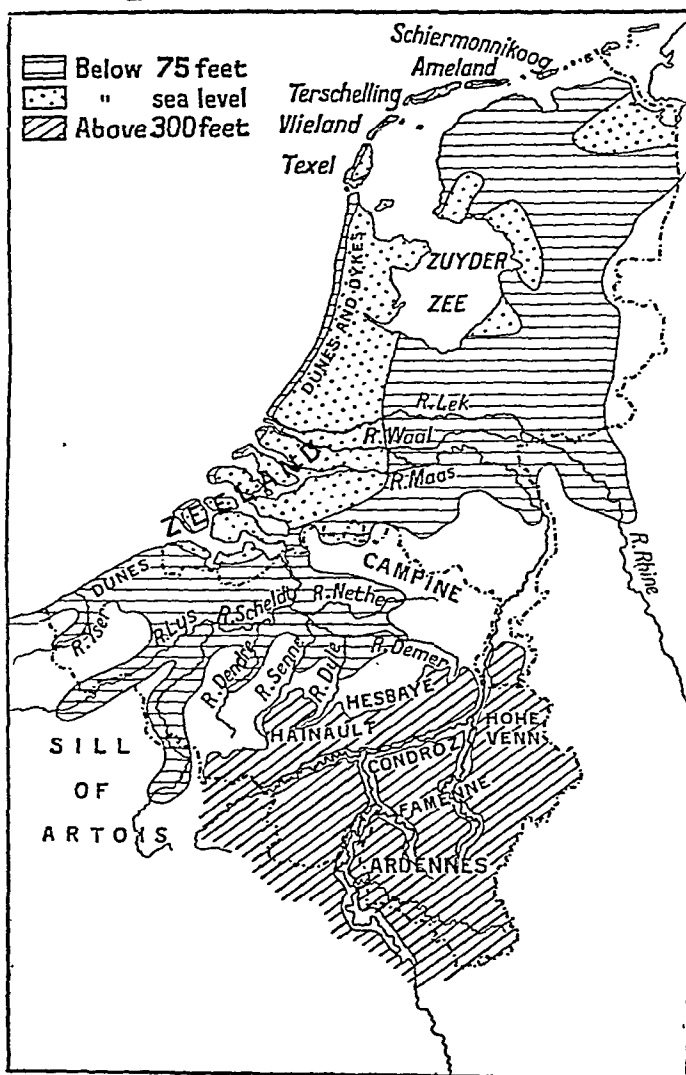 Below 75 feet
" sea level
Above 300 feet
Schiermonnikoog
Ameland
Terschelling
Vlieland
Texel
ZUYDER
ZEE
DUNES AND DYKES
R. Lek
R. Waal
R. Maas
ZEELAND
R. Rhine
CAMPINE
DUNES
R. Yser
R. Lys
R. Scheldt
R. Nethe
R. Dendre
R. Senne
R. Dyle
R. Demer
HESBAYE
HAINAULT
HOHE
VENN
CONDROZ
FAMENNE
ARDENNES
SILL
OF
ARTOIS